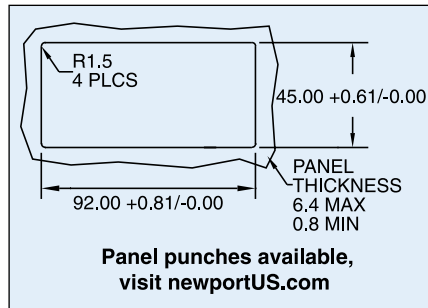 R1.5
4 PLCS
45.00 +0.61/-0.00
92.00 +0.81/-0.00
PANEL
THICKNESS
6.4 MAX
0.8 MIN
Panel punches available,
visit newportUS.com